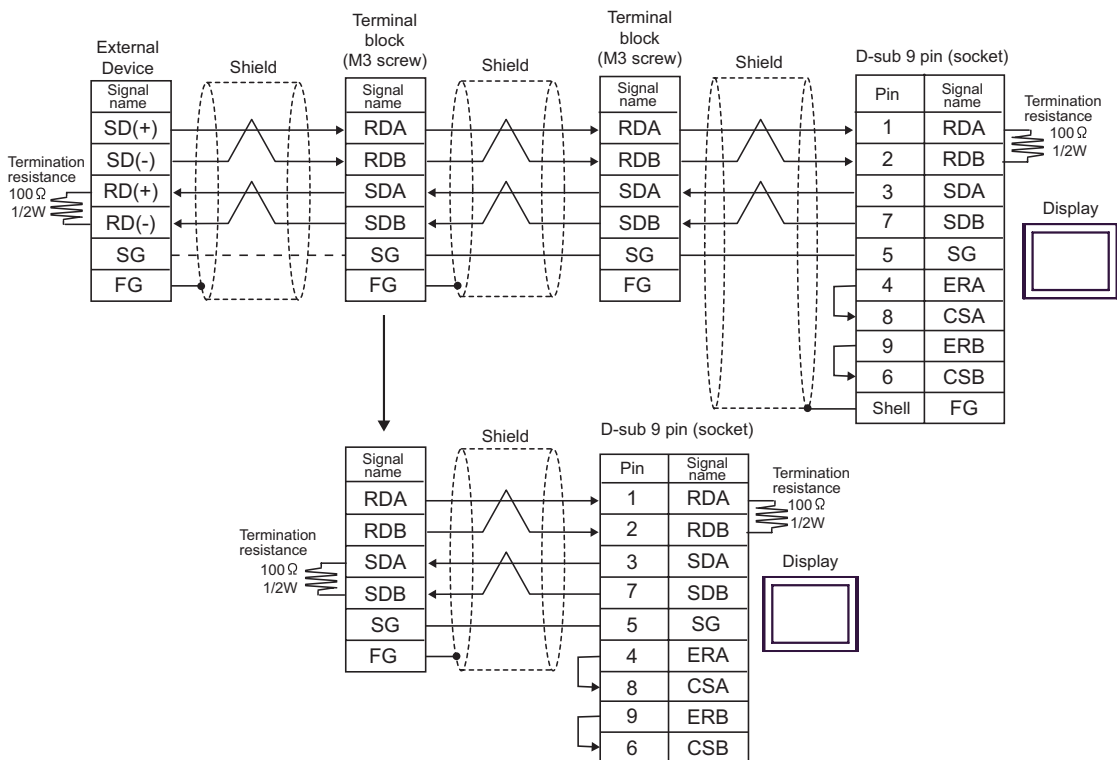 External
Device
Signal
name
SD(+)
SD(-)
RD(+)
RD(-)
SG
FG
Termination
resistance
100 Ω
1/2W
Shield
Terminal
block
(M3 screw)
Signal
name
RDA
RDB
SDA
SDB
SG
FG
Shield
Terminal
block
(M3 screw)
Signal
name
RDA
RDB
SDA
SDB
SG
FG
Shield
D-sub 9 pin (socket)
Pin Signal name
1 RDA
2 RDB
3 SDA
7 SDB
5 SG
4 ERA
8 CSA
9 ERB
6 CSB
Shell FG
Termination
resistance
100 Ω
1/2W
Display
Signal
name
RDA
RDB
SDA
SDB
SG
FG
Termination
resistance
100 Ω
1/2W
Shield
D-sub 9 pin (socket)
Pin Signal name
1 RDA
2 RDB
3 SDA
7 SDB
5 SG
4 ERA
8 CSA
9 ERB
6 CSB
Termination
resistance
100 Ω
1/2W
Display